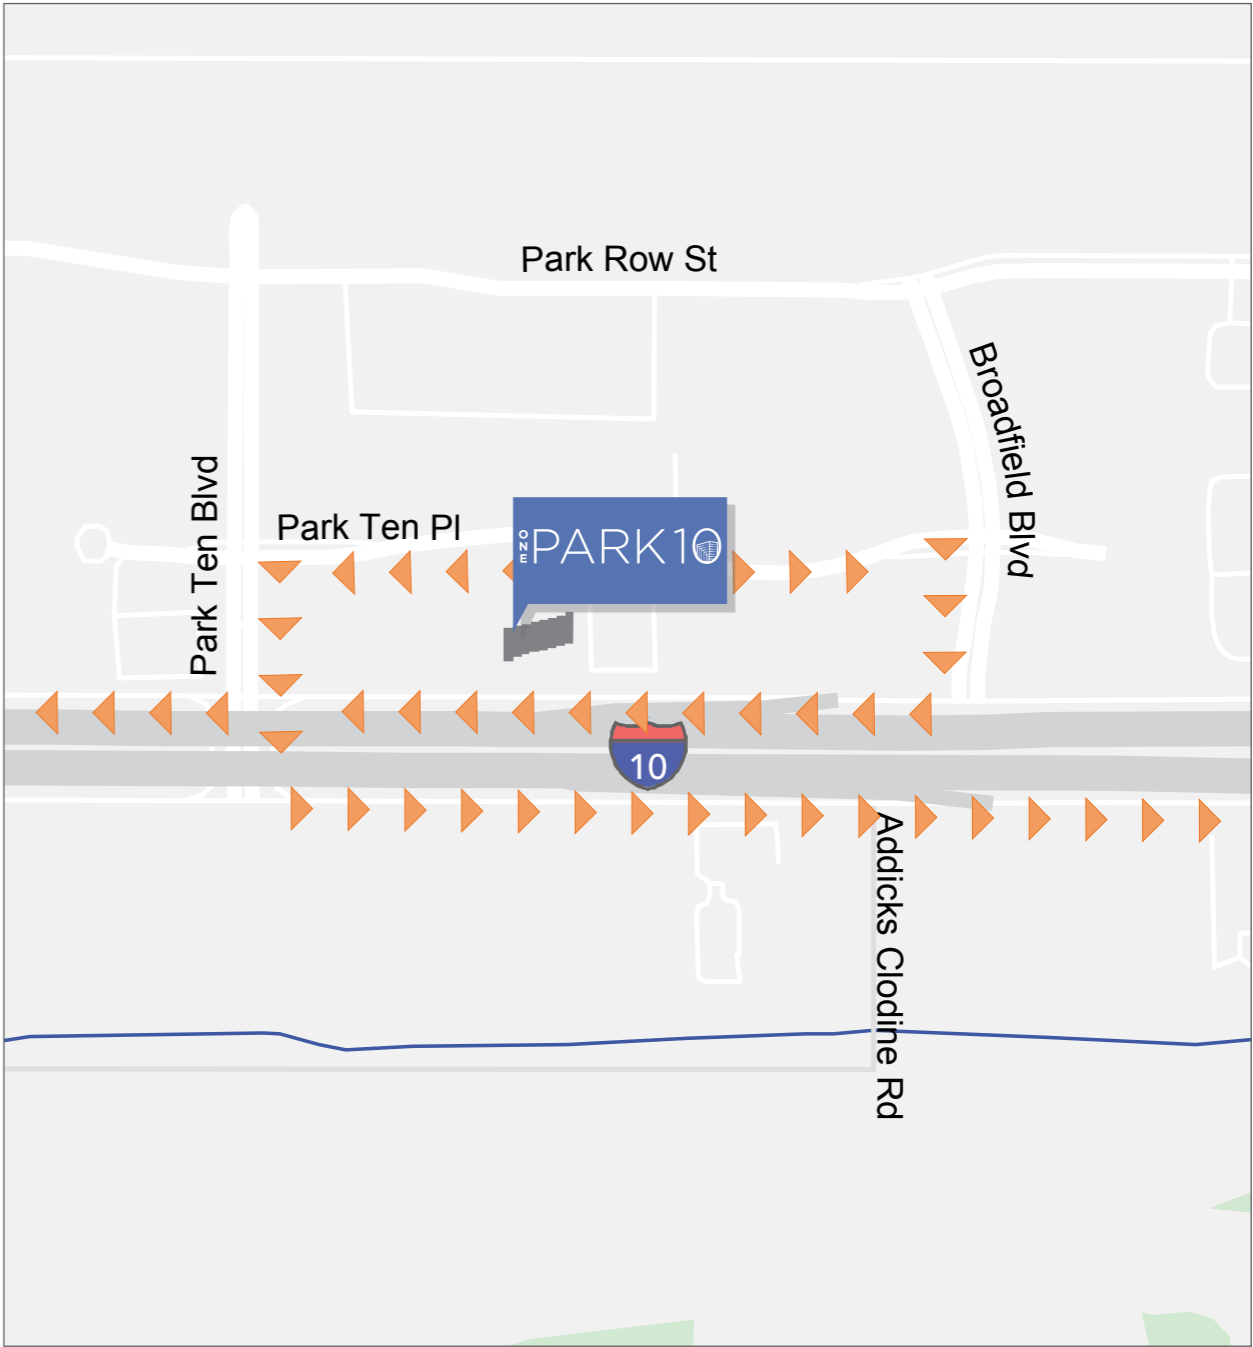 Park Row St
Broadfield Blvd
Park Ten Blvd
Park Ten Pl
ONE PARK10
10
Addicks Clodine Rd